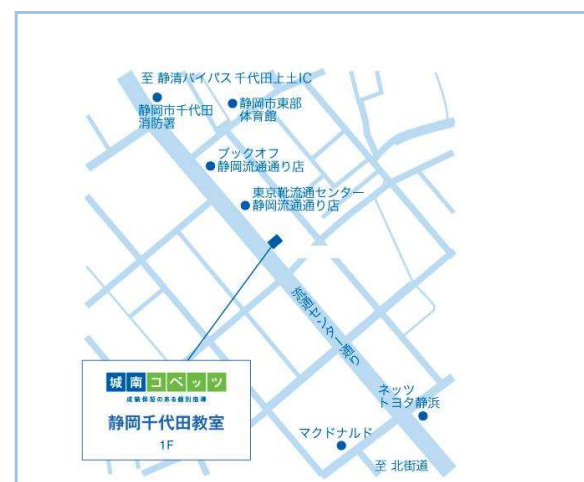 至 静清バイパス 千代田上土IC
静岡市千代田
消防署
静岡市東部
体育館
ブックオフ
静岡流通通り店
東京靴流通センター
静岡流通通り店
流通センター通り
城南コベッツ
成績保証のある個別指導
静岡千代田教室
1F
ネッツ
トヨタ静浜
マクドナルド
至 北街道